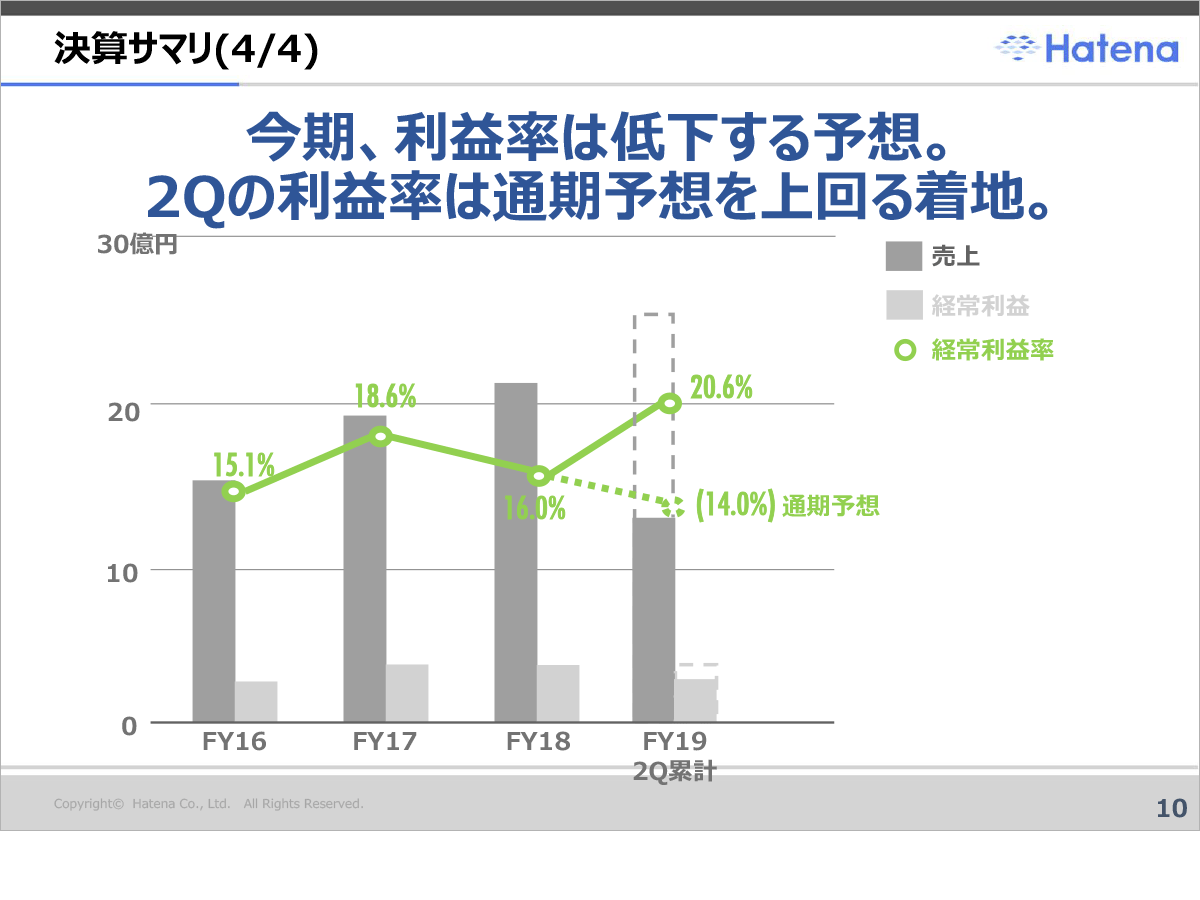 決算サマリ(4/4)
Hatena
今期、利益率は低下する予想。
2Qの利益率は通期予想を上回る着地。
30億円
売上
経常利益
経常利益率
18.6%
20.6%
20
15.1%
16.0%
(14.0%) 通期予想
10
0
FY16
FY17
FY18
FY19
2Q累計
Copyright© Hatena Co., Ltd. All Rights Reserved.
10